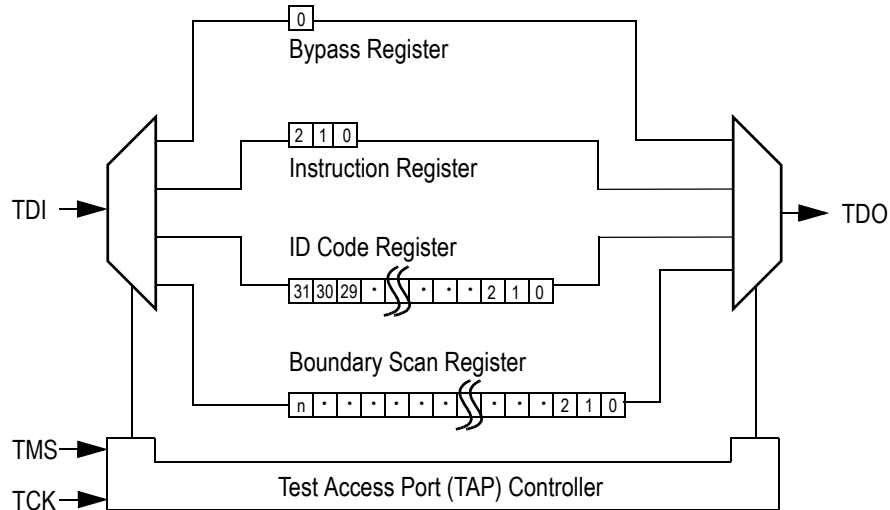 0
Bypass Register
2 1 0
Instruction Register
TDI
TDO
ID Code Register
31 30 29 · · · · 2 1 0
Boundary Scan Register
n · · · · · · · · · 2 1 0
TMS
Test Access Port (TAP) Controller
TCK